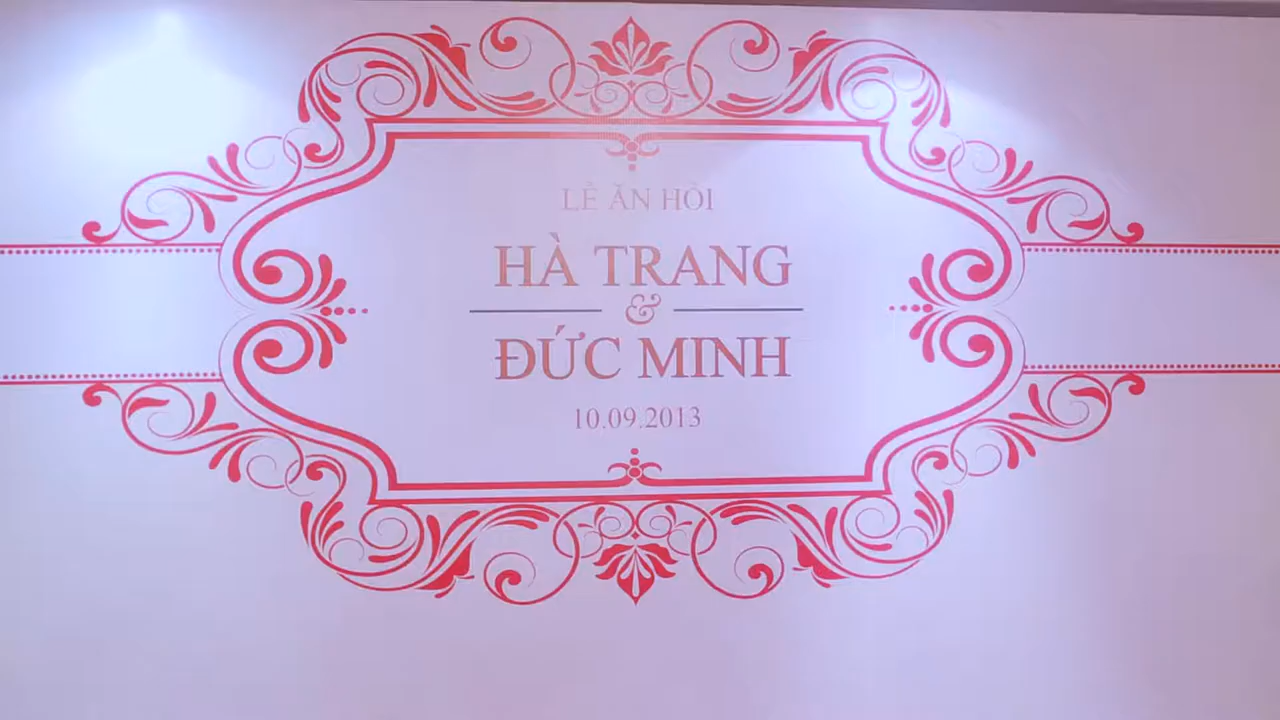 LỄ ĂN HỎI
HÀ TRANG
&
ĐỨC MINH
10.09.2013